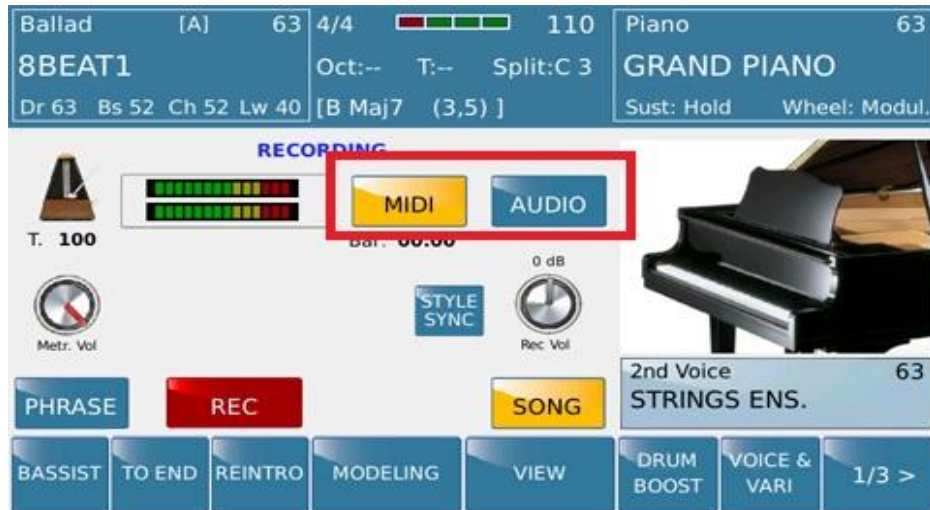 Ballad [A] 63
8BEAT1
Dr 63 Bs 52 Ch 52 Lw 40
4/4 110
Oct:-- T:-- Split:C 3
[B Maj7 (3,5) ]
Piano 63
GRAND PIANO
Sust: Hold Wheel: Modul.
RECORDING
MIDI AUDIO
T. 100
Bar: 00:00
0 dB
STYLE
SYNC
Metr. Vol
Rec Vol
2nd Voice 63
STRINGS ENS.
PHRASE REC SONG
BASSIST TO END REINTRO MODELING VIEW
DRUM
BOOST
VOICE &
VARI
1/3 >